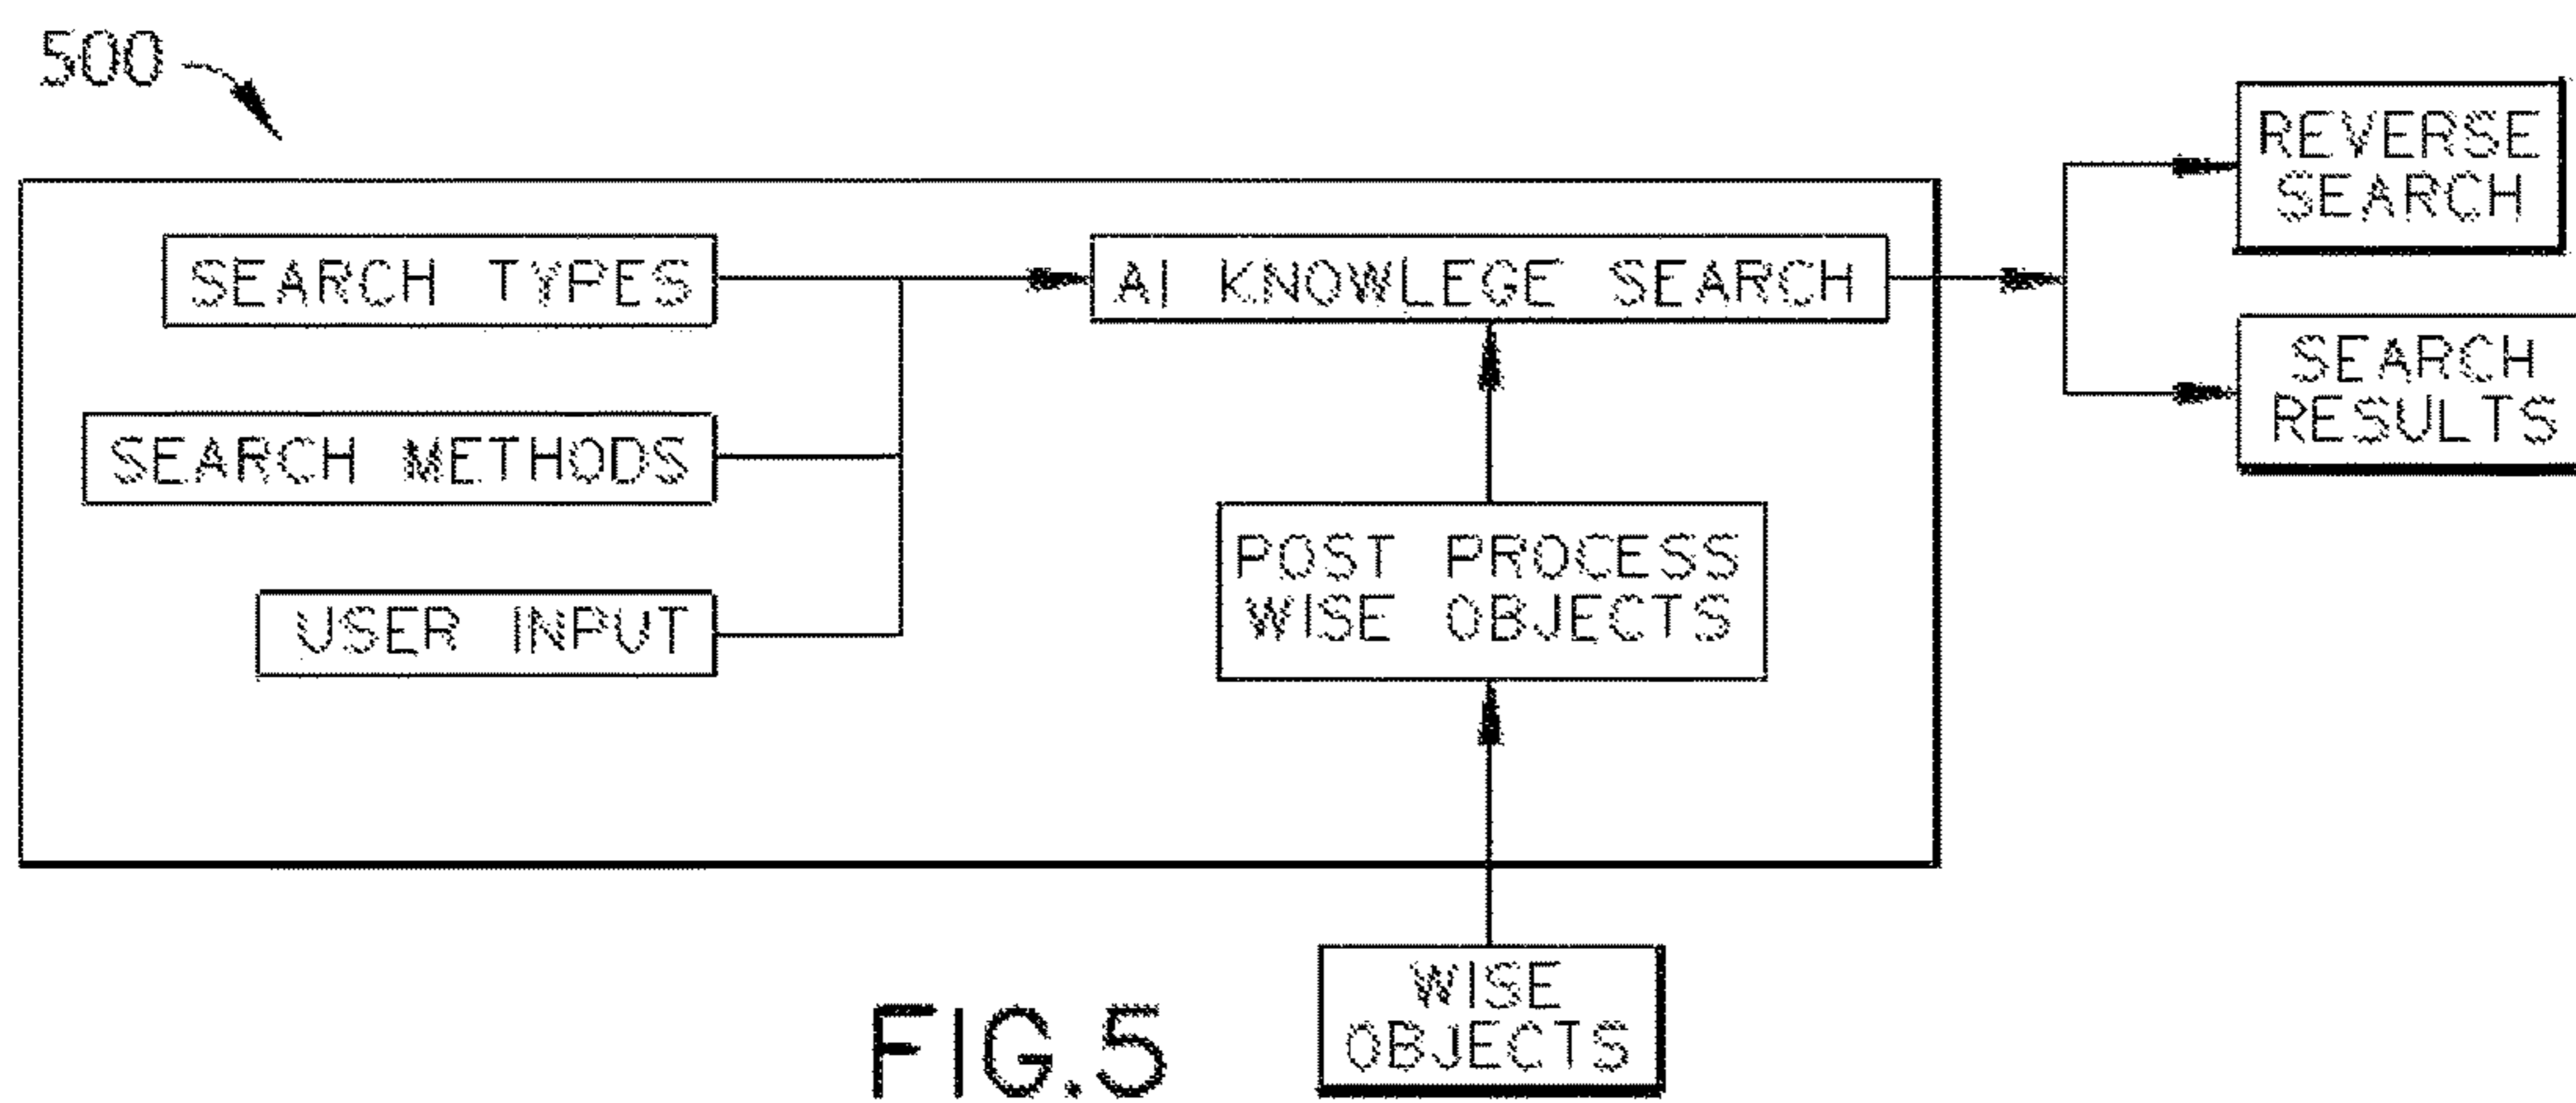 500
REVERSE
SEARCH
SEARCH TYPES
AI KNOWLEGE SEARCH
SEARCH
RESULTS
SEARCH METHODS
POST PROCESS
WISE OBJECTS
USER INPUT
WISE
OBJECTS
FIG.5